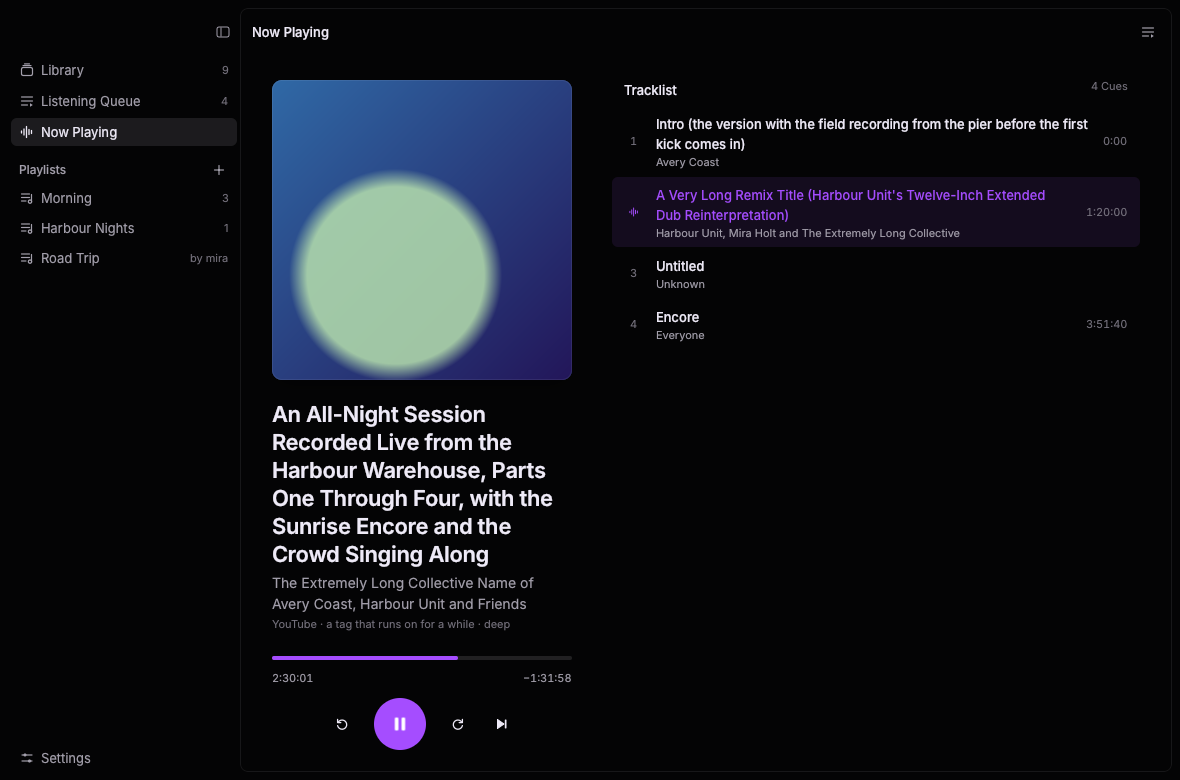 Now Playing
Library 9
Listening Queue 4
Now Playing
Playlists
Morning 3
Harbour Nights 1
Road Trip by mira
Settings
An All-Night Session
Recorded Live from the
Harbour Warehouse, Parts
One Through Four, with the
Sunrise Encore and the
Crowd Singing Along
The Extremely Long Collective Name of
Avery Coast, Harbour Unit and Friends
YouTube · a tag that runs on for a while · deep
2:30:01 −1:31:58
Tracklist 4 Cues
1 Intro (the version with the field recording from the pier before the first
kick comes in) 0:00
Avery Coast
A Very Long Remix Title (Harbour Unit's Twelve-Inch Extended
Dub Reinterpretation) 1:20:00
Harbour Unit, Mira Holt and The Extremely Long Collective
3 Untitled
Unknown
4 Encore 3:51:40
Everyone